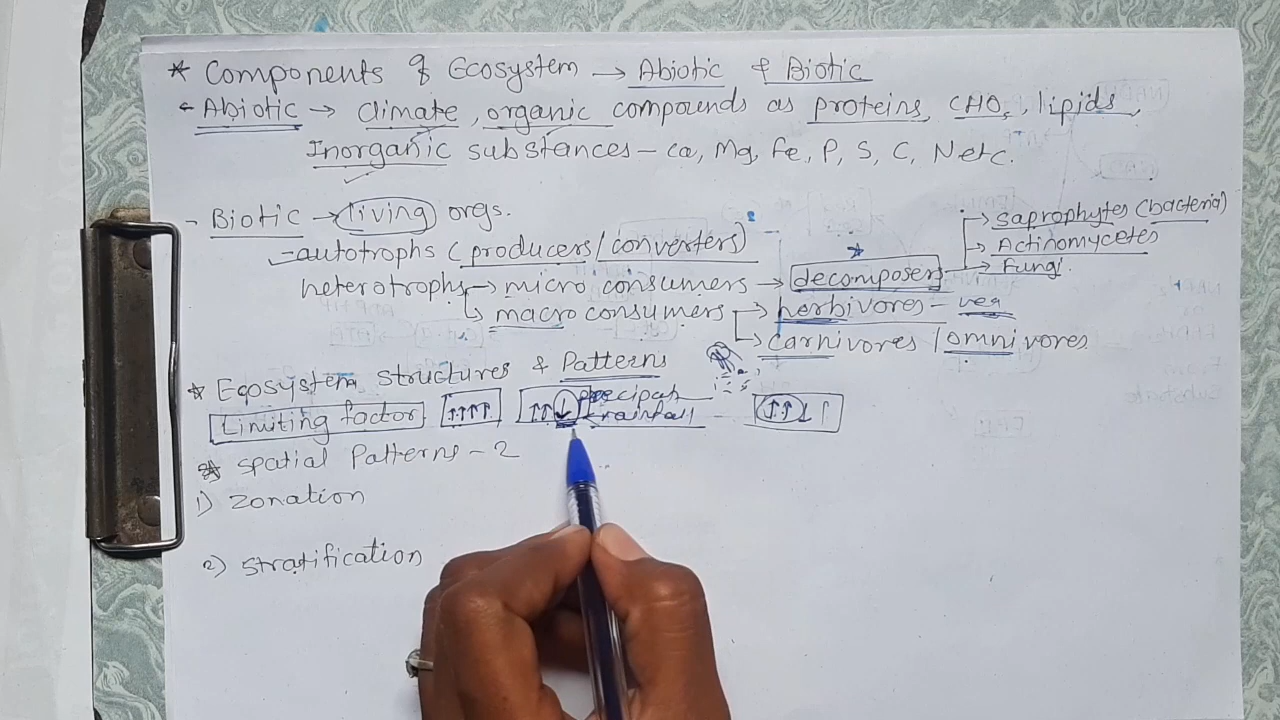 * Components of Ecosystem → Abiotic & Biotic
- Abiotic → Climate, organic compounds as proteins, CHO, lipids,
Inorganic substances - Ca, Mg, Fe, P, S, C, N etc.
- Biotic → living orgs.
- autotrophs (producers/converters)
heterotrophs → micro consumers → decomposers → saprophytes (bacteria)
→ Actinomycetes
→ Fungi
→ macro consumers → herbivores - veg
→ carnivores / omnivores
* Ecosystem structures & Patterns
Limiting factor ↑↑↑↑ ↑↑↓ rainfall ↑↑↓↑
* Spatial Patterns - 2
1) Zonation
2) Stratification